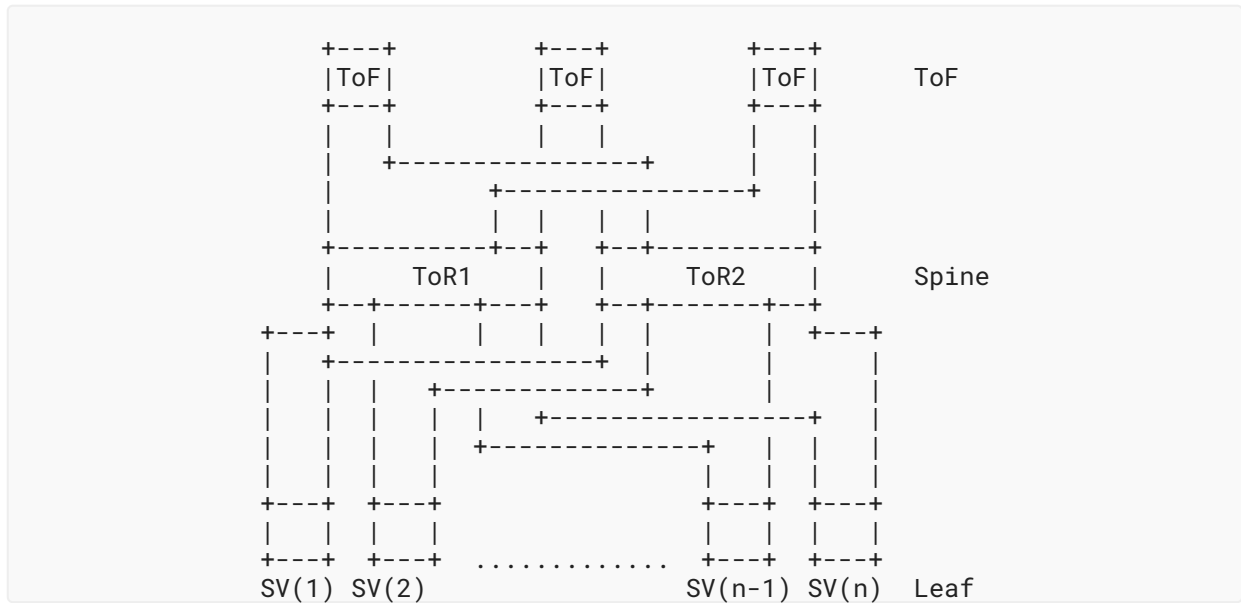 ToF ToF ToF ToF
ToR1 ToR2 Spine
.............
SV(1) SV(2) SV(n-1) SV(n) Leaf